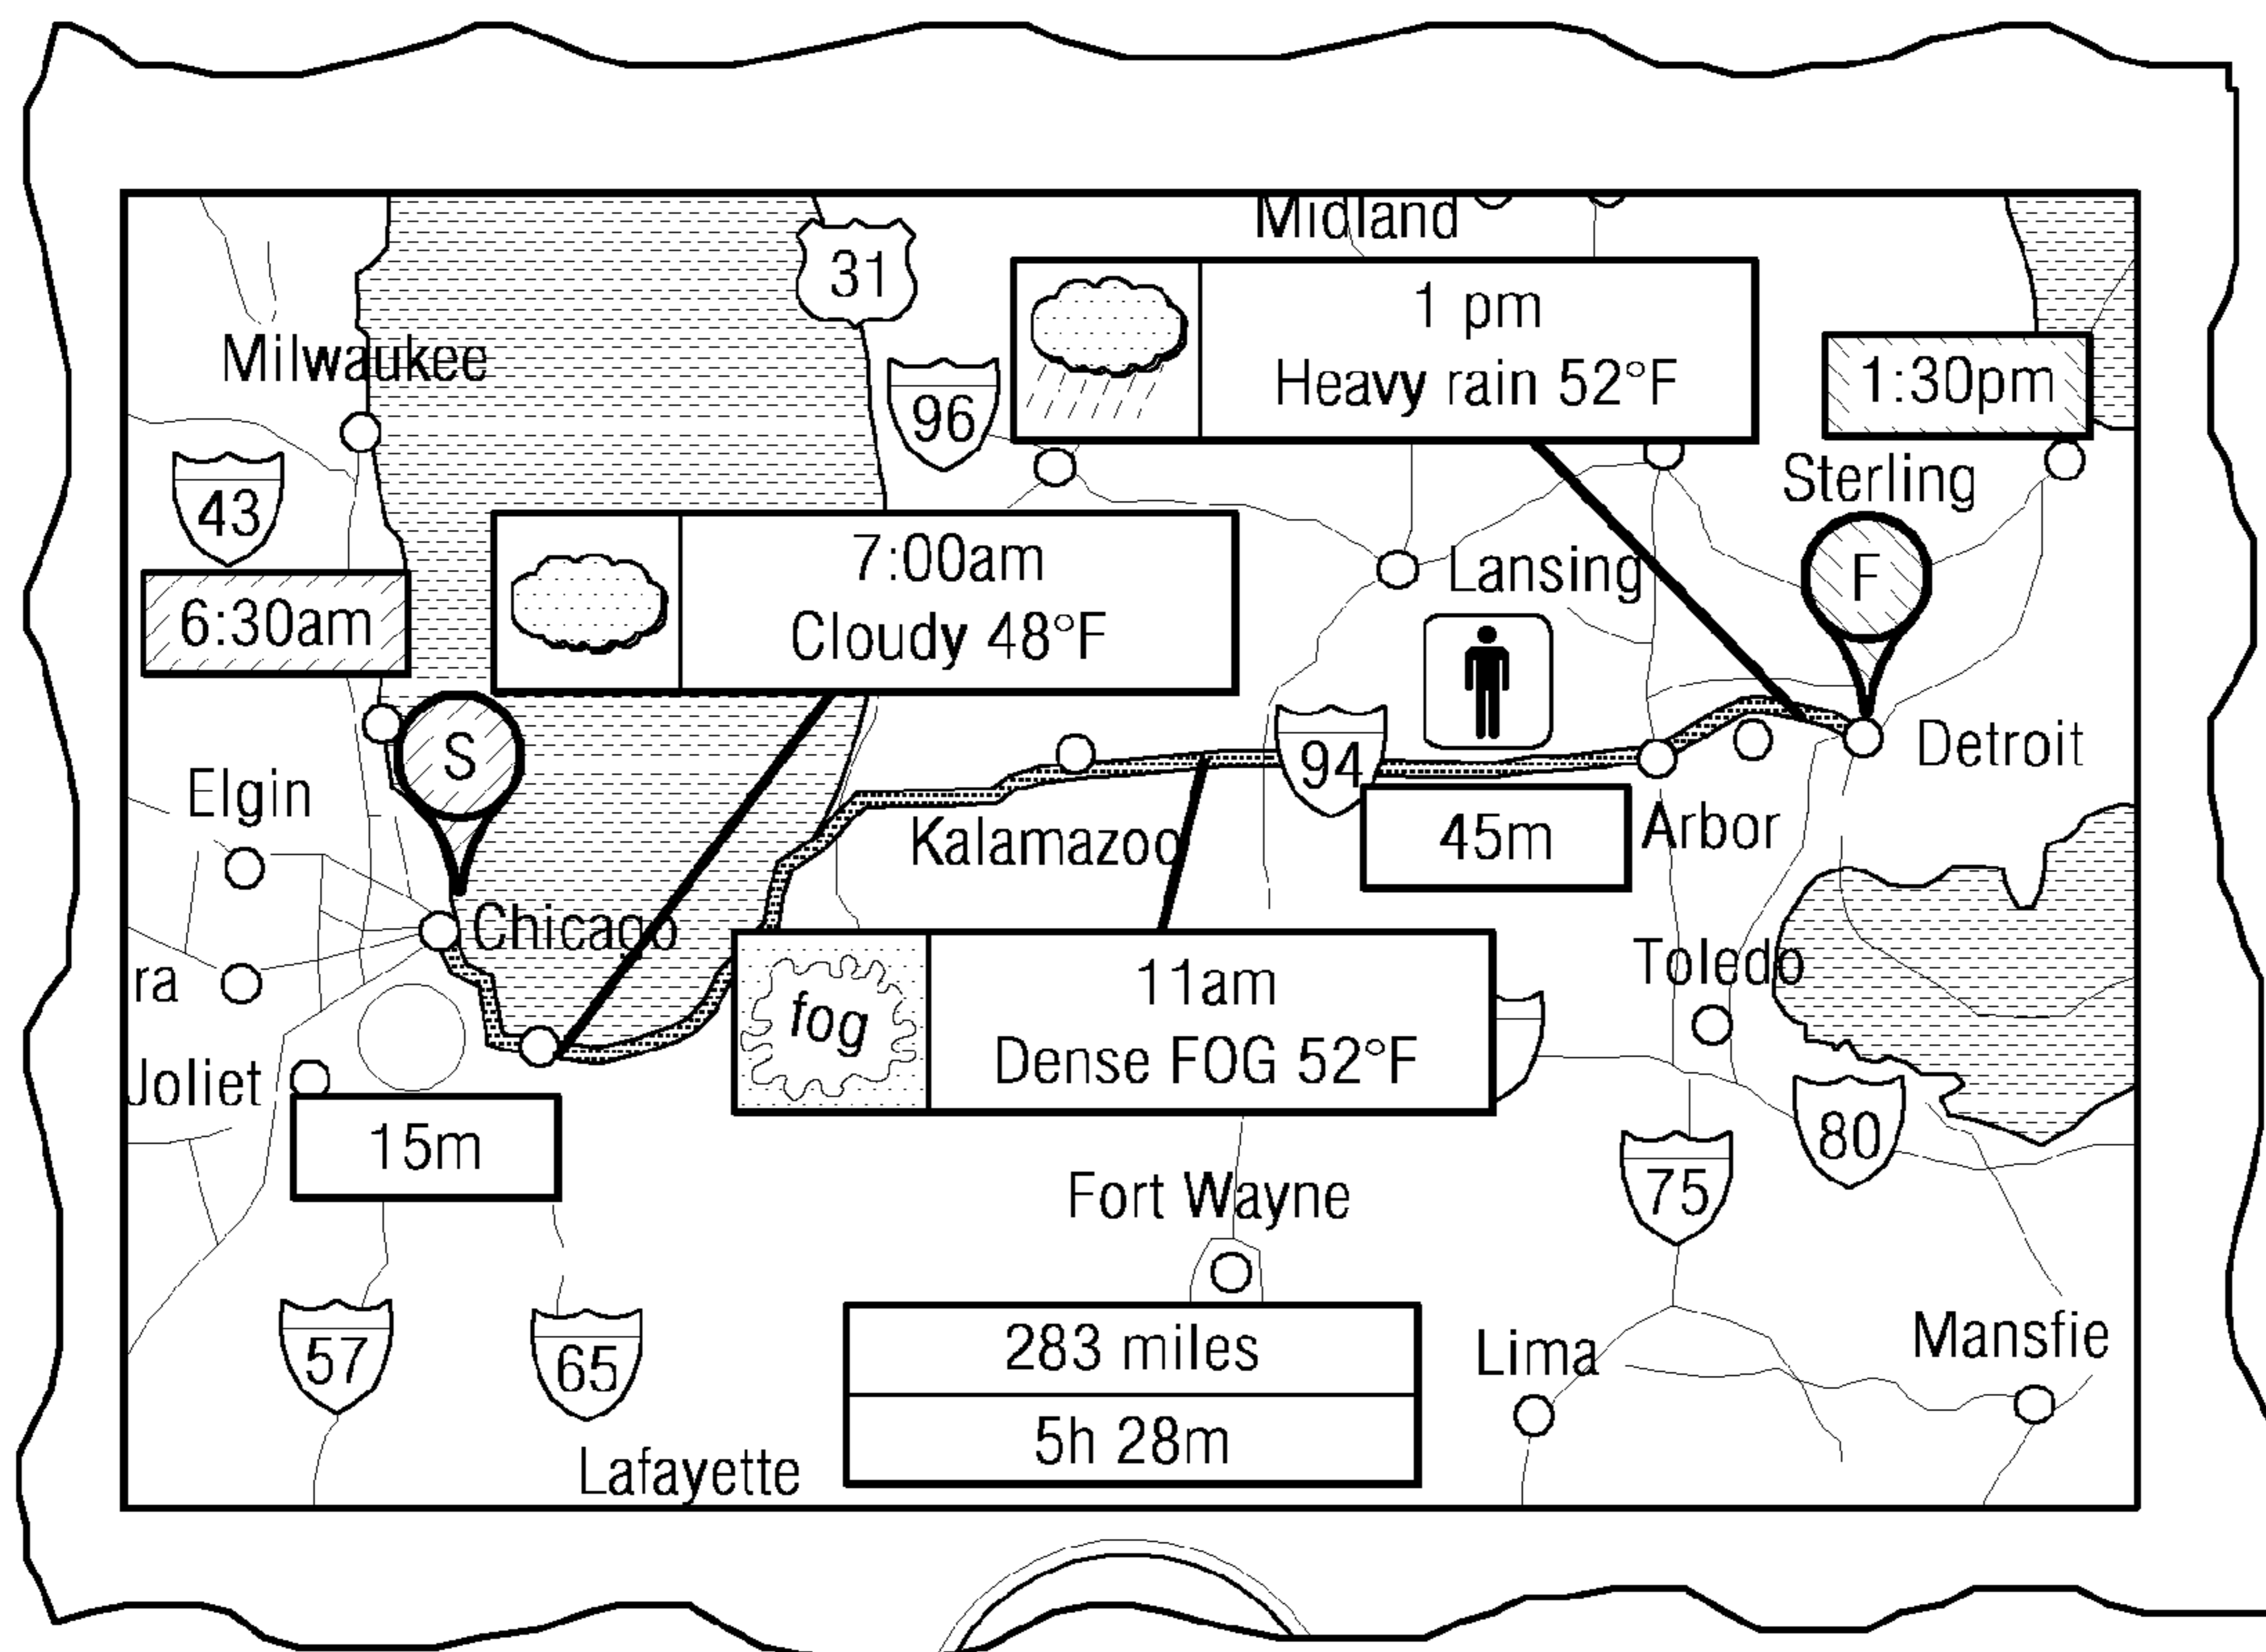 Midland
31
1 pm
Heavy rain 52°F
1:30pm
Milwaukee
96
Sterling
43
7:00am
Cloudy 48°F
Lansing
F
6:30am
S
94
Detroit
Elgin
Kalamazoo
45m
Arbor
Chicago
ra
11am
Dense FOG 52°F
fog
Toledo
Joliet
15m
80
75
Fort Wayne
57
65
283 miles
5h 28m
Lima
Mansfie
Lafayette